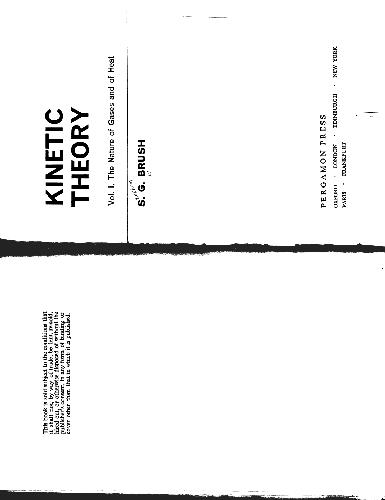 This book is sold subject to the condition that
it shall not, by way of trade, be lent, re-sold,
hired out, or otherwise disposed of without the
publisher's consent, in any form of binding or
cover other than that in which it is published.
KINETIC
THEORY
Vol. I. The Nature of Gases and of Heat
S. G. BRUSH
PERGAMON PRESS
OXFORD · LONDON · EDINBURGH · NEW YORK
PARIS · FRANKFURT